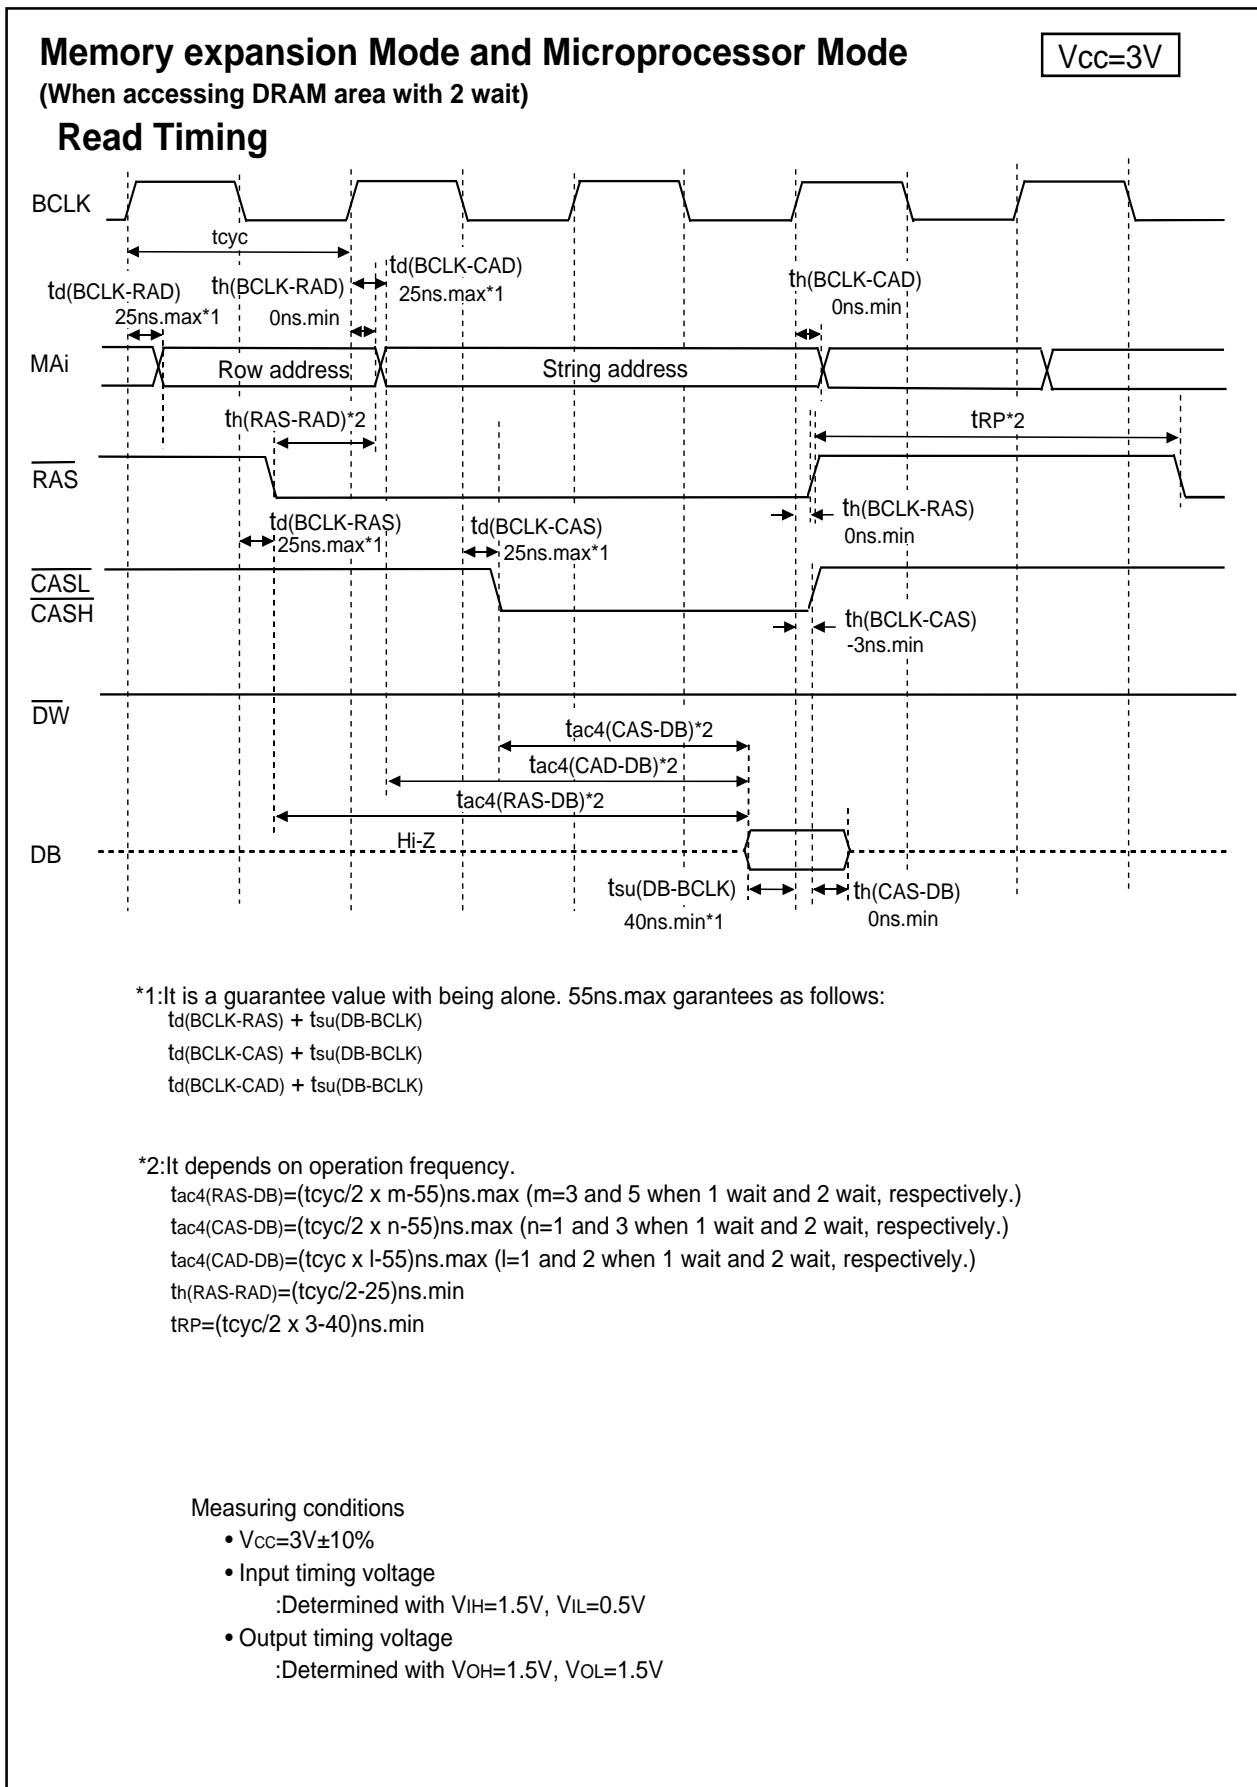 Memory expansion Mode and Microprocessor Mode
Vcc=3V
(When accessing DRAM area with 2 wait)
Read Timing
BCLK
tcyc
td(BCLK-RAD)
25ns.max*1
th(BCLK-RAD)
0ns.min
td(BCLK-CAD)
25ns.max*1
th(BCLK-CAD)
0ns.min
MAi
Row address
String address
th(RAS-RAD)*2
tRP*2
RAS
td(BCLK-RAS)
25ns.max*1
td(BCLK-CAS)
25ns.max*1
th(BCLK-RAS)
0ns.min
CASL
CASH
th(BCLK-CAS)
-3ns.min
DW
tac4(CAS-DB)*2
tac4(CAD-DB)*2
tac4(RAS-DB)*2
Hi-Z
DB
tsu(DB-BCLK)
40ns.min*1
th(CAS-DB)
0ns.min
*1:It is a guarantee value with being alone. 55ns.max garantees as follows:
td(BCLK-RAS) + tsu(DB-BCLK)
td(BCLK-CAS) + tsu(DB-BCLK)
td(BCLK-CAD) + tsu(DB-BCLK)
*2:It depends on operation frequency.
tac4(RAS-DB)=(tcyc/2 x m-55)ns.max (m=3 and 5 when 1 wait and 2 wait, respectively.)
tac4(CAS-DB)=(tcyc/2 x n-55)ns.max (n=1 and 3 when 1 wait and 2 wait, respectively.)
tac4(CAD-DB)=(tcyc x l-55)ns.max (l=1 and 2 when 1 wait and 2 wait, respectively.)
th(RAS-RAD)=(tcyc/2-25)ns.min
tRP=(tcyc/2 x 3-40)ns.min
Measuring conditions
• VCC=3V±10%
• Input timing voltage
:Determined with VIH=1.5V, VIL=0.5V
• Output timing voltage
:Determined with VOH=1.5V, VOL=1.5V